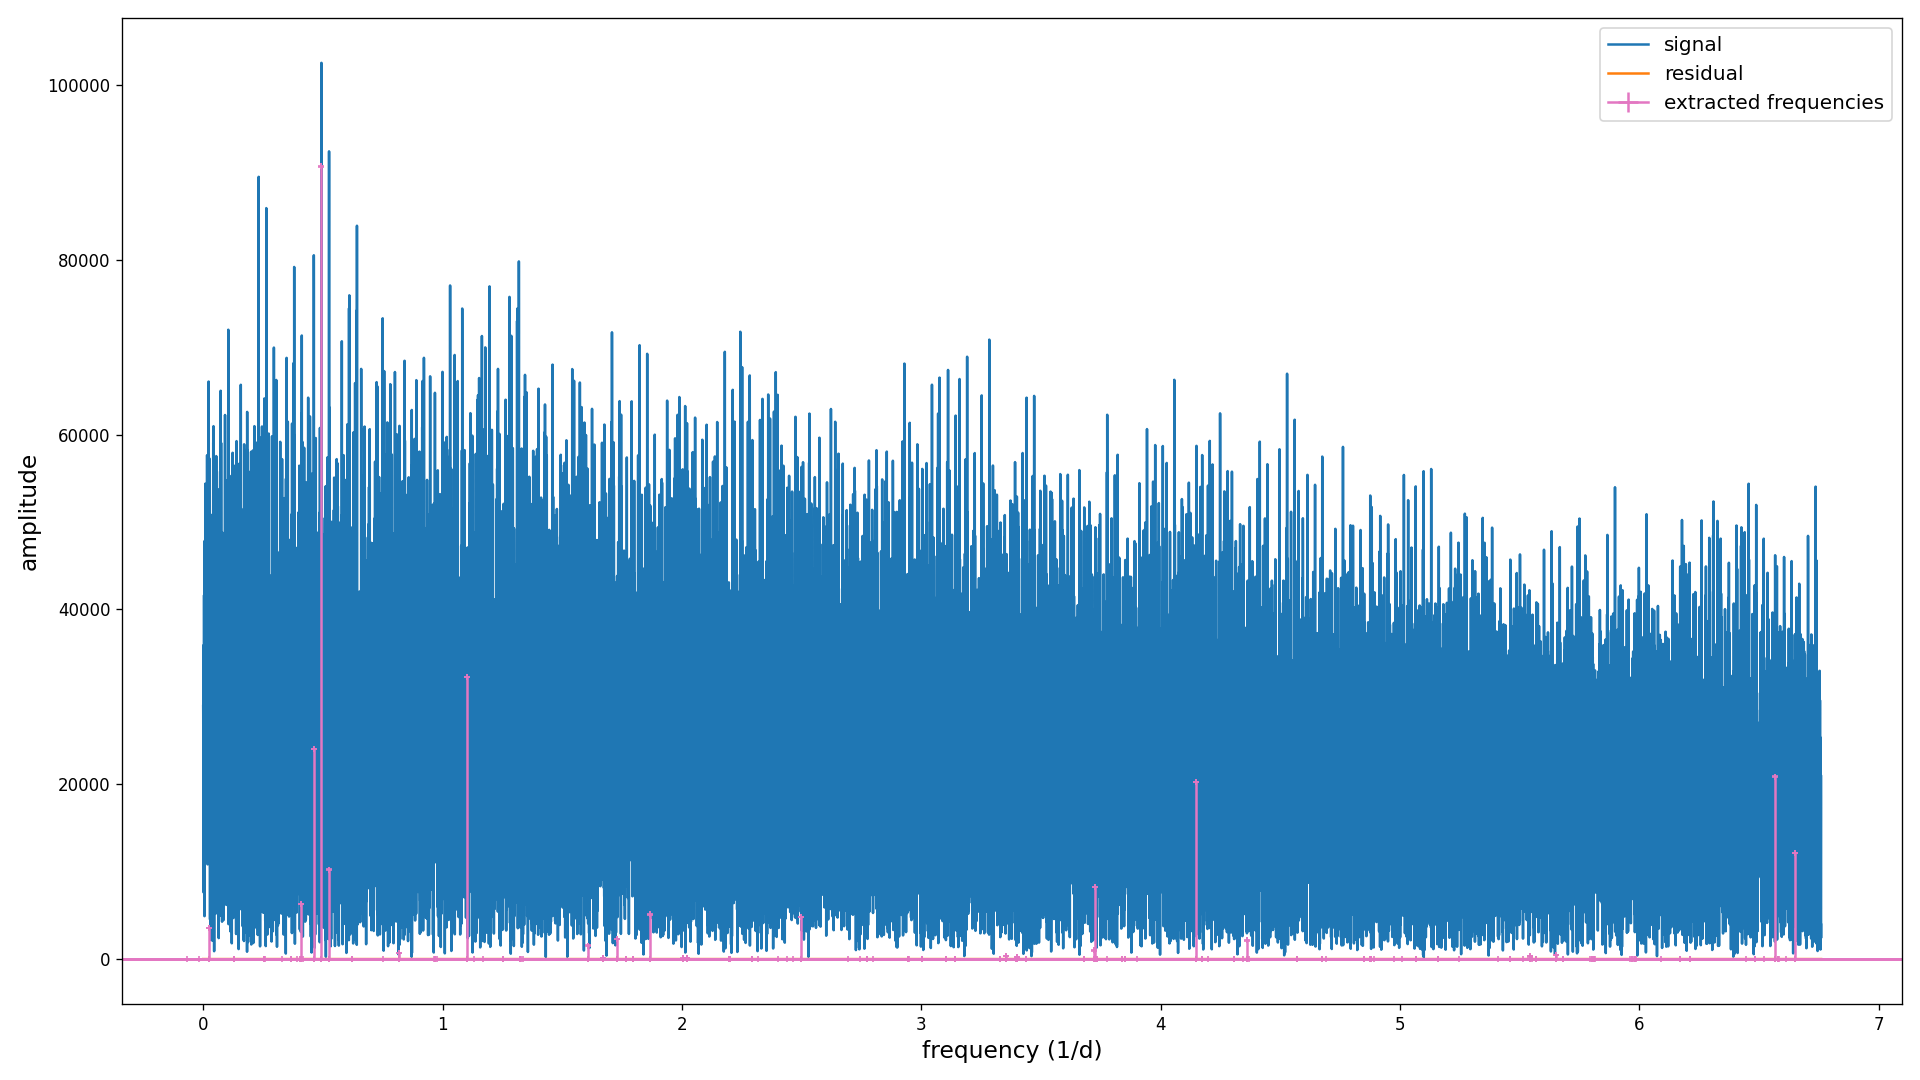 signal
residual
extracted frequencies
100000
80000
60000
40000
20000
0
amplitude
0 1 2 3 4 5 6 7
frequency (1/d)